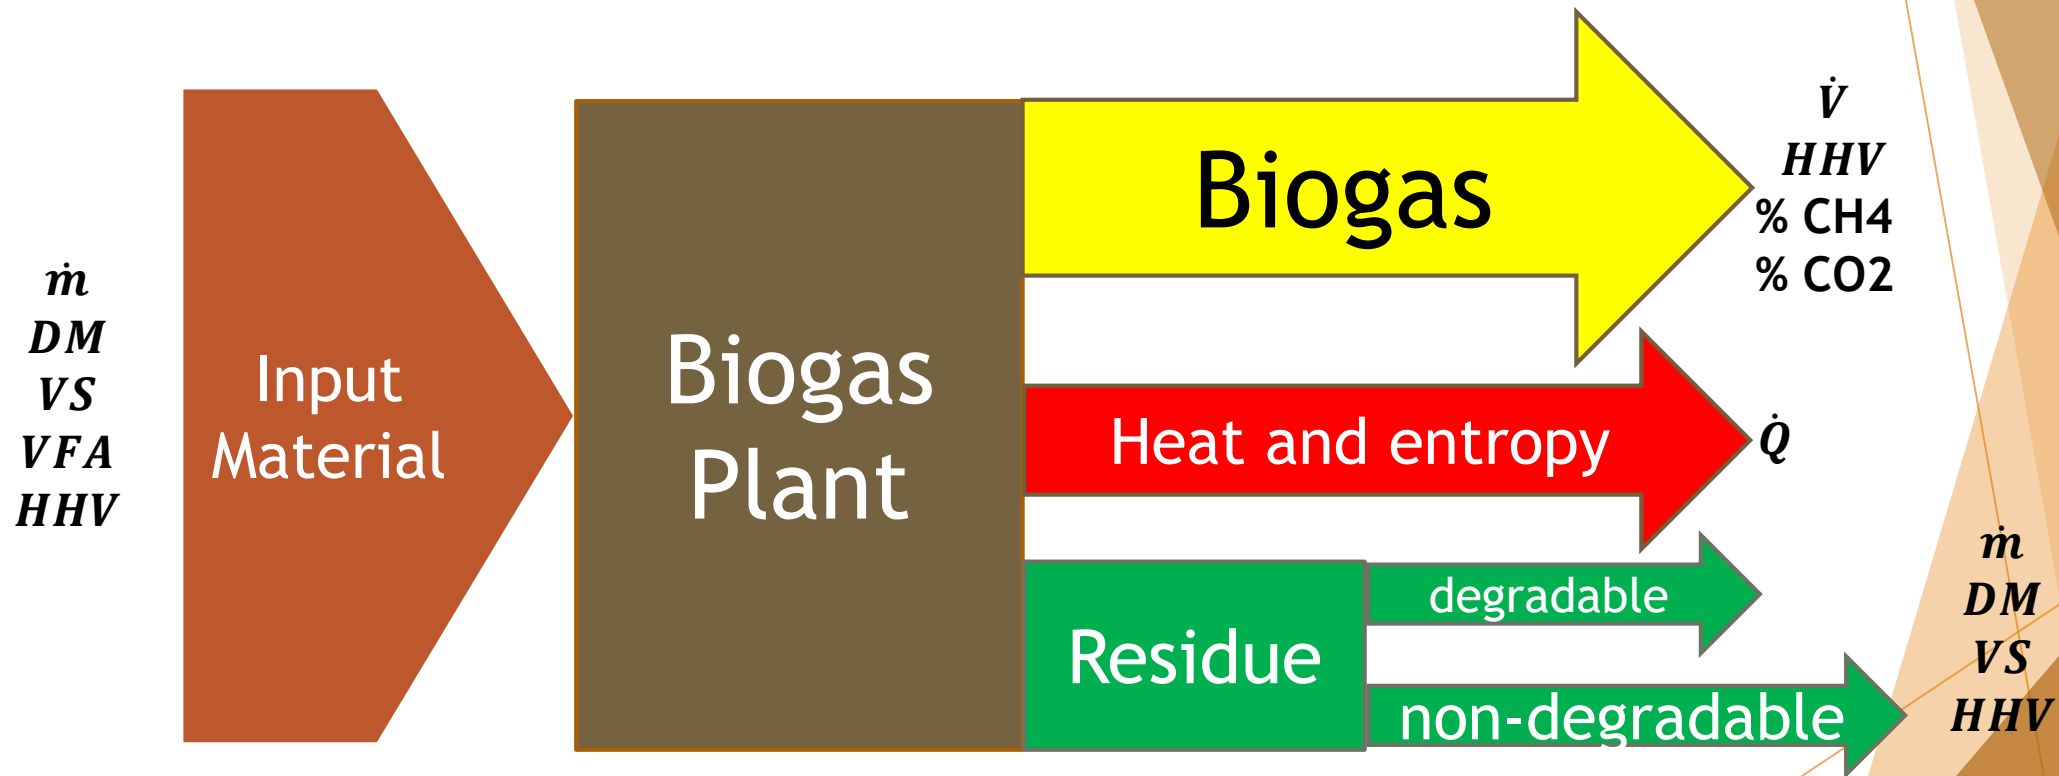 ṁ
DM
VS
VFA
HHV
Input
Material
Biogas
Plant
Biogas
V̇
HHV
% CH4
% CO2
Heat and entropy
Q̇
Residue
degradable
non-degradable
ṁ
DM
VS
HHV